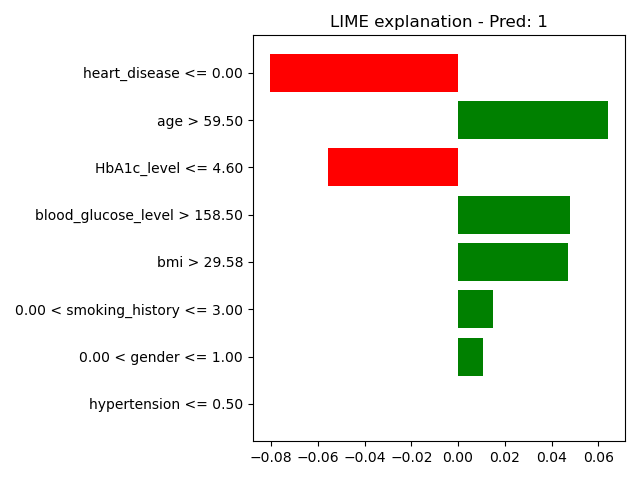 LIME explanation - Pred: 1
heart_disease <= 0.00
age > 59.50
HbA1c_level <= 4.60
blood_glucose_level > 158.50
bmi > 29.58
0.00 < smoking_history <= 3.00
0.00 < gender <= 1.00
hypertension <= 0.50
−0.08 −0.06 −0.04 −0.02 0.00 0.02 0.04 0.06